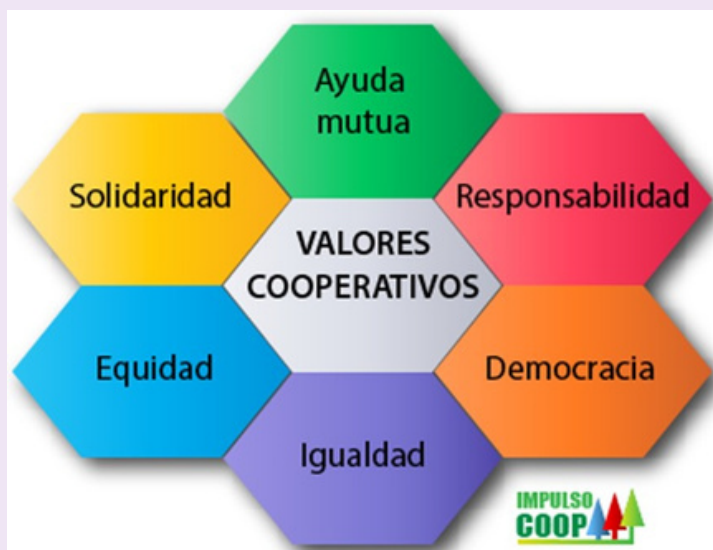 Ayuda
mutua
Solidaridad
Responsabilidad
VALORES
COOPERATIVOS
Equidad
Democracia
Igualdad
IMPULSO
COOP